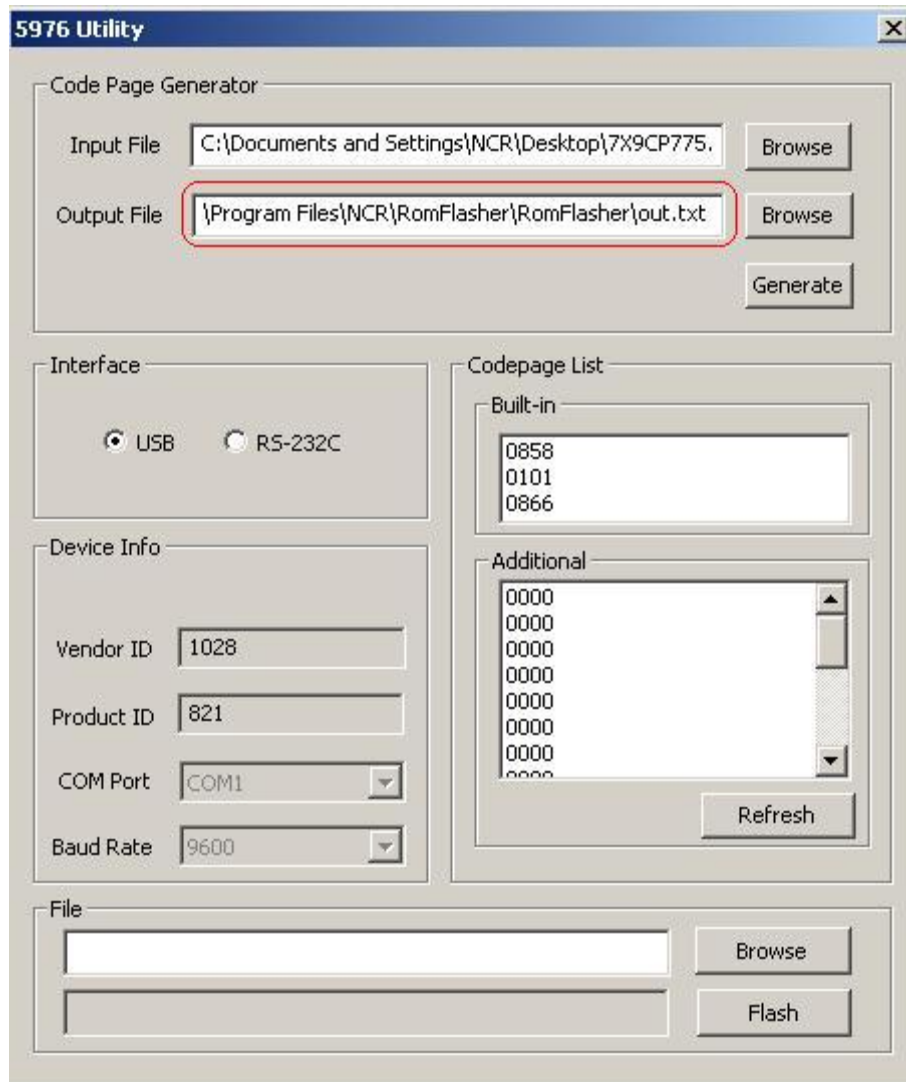 5976 Utility
Code Page Generator
Input File C:\Documents and Settings\NCR\Desktop\7X9CP775. Browse
Output File \Program Files\NCR\RomFlasher\RomFlasher\out.txt Browse
Generate
Interface
USB RS-232C
Device Info
Vendor ID 1028
Product ID 821
COM Port COM1
Baud Rate 9600
Codepage List
Built-in
0858
0101
0866
Additional
0000
0000
0000
0000
0000
0000
0000
0000
Refresh
File
Browse
Flash